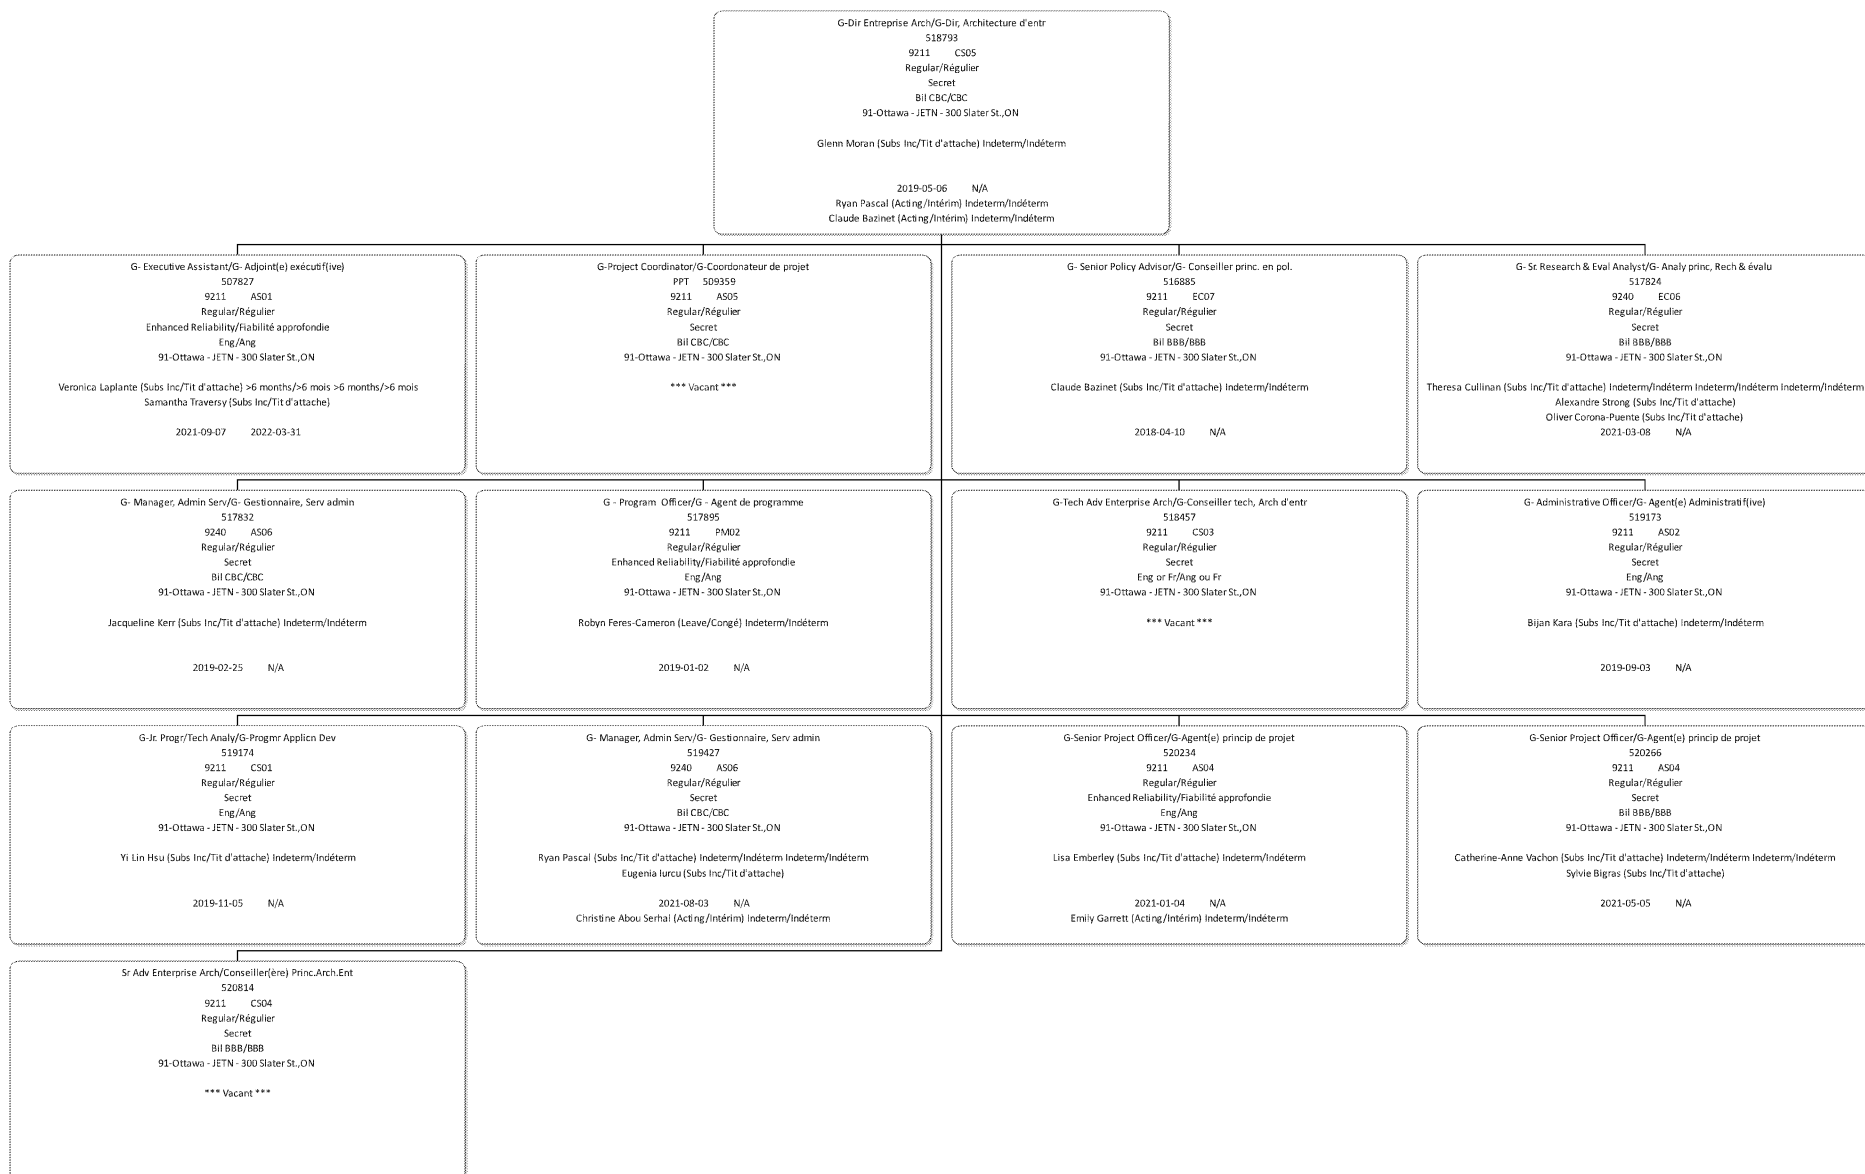 G-Dir Entreprise Arch/G-Dir, Architecture d'entr
518793
9211 CS05
Regular/Régulier
Secret
Bil CBC/CBC
91-Ottawa - JETN - 300 Slater St.,ON
Glenn Moran (Subs Inc/Tit d'attache) Indeterm/Indéterm
2019-05-06 N/A
Ryan Pascal (Acting/Intérim) Indeterm/Indéterm
Claude Bazinet (Acting/Intérim) Indeterm/Indéterm
G- Executive Assistant/G- Adjoint(e) exécutif(ive)
507827
9211 AS01
Regular/Régulier
Enhanced Reliability/Fiabilité approfondie
Eng/Ang
91-Ottawa - JETN - 300 Slater St.,ON
Veronica Laplante (Subs Inc/Tit d'attache) >6 months/>6 mois >6 months/>6 mois
Samantha Traversy (Subs Inc/Tit d'attache)
2021-09-07 2022-03-31
G-Project Coordinator/G-Coordonateur de projet
PPT 509359
9211 AS05
Regular/Régulier
Secret
Bil CBC/CBC
91-Ottawa - JETN - 300 Slater St.,ON
*** Vacant ***
G- Senior Policy Advisor/G- Conseiller princ. en pol.
516885
9211 EC07
Regular/Régulier
Secret
Bil BBB/BBB
91-Ottawa - JETN - 300 Slater St.,ON
Claude Bazinet (Subs Inc/Tit d'attache) Indeterm/Indéterm
2018-04-10 N/A
G- Sr. Research & Eval Analyst/G- Analy princ, Rech & évalu
517824
9240 EC06
Regular/Régulier
Secret
Bil BBB/BBB
91-Ottawa - JETN - 300 Slater St.,ON
Theresa Cullinan (Subs Inc/Tit d'attache) Indeterm/Indéterm Indeterm/Indéterm Indeterm/Indéterm
Alexandre Strong (Subs Inc/Tit d'attache)
Oliver Corona-Puente (Subs Inc/Tit d'attache)
2021-03-08 N/A
G- Manager, Admin Serv/G- Gestionnaire, Serv admin
517832
9240 AS06
Regular/Régulier
Secret
Bil CBC/CBC
91-Ottawa - JETN - 300 Slater St.,ON
Jacqueline Kerr (Subs Inc/Tit d'attache) Indeterm/Indéterm
2019-02-25 N/A
G - Program Officer/G - Agent de programme
517895
9211 PM02
Regular/Régulier
Enhanced Reliability/Fiabilité approfondie
Eng/Ang
91-Ottawa - JETN - 300 Slater St.,ON
Robyn Feres-Cameron (Leave/Congé) Indeterm/Indéterm
2019-01-02 N/A
G-Tech Adv Enterprise Arch/G-Conseiller tech, Arch d'entr
518457
9211 CS03
Regular/Régulier
Secret
Eng or Fr/Ang ou Fr
91-Ottawa - JETN - 300 Slater St.,ON
*** Vacant ***
G- Administrative Officer/G- Agent(e) Administratif(ive)
519173
9211 AS02
Regular/Régulier
Secret
Eng/Ang
91-Ottawa - JETN - 300 Slater St.,ON
Bijan Kara (Subs Inc/Tit d'attache) Indeterm/Indéterm
2019-09-03 N/A
G-Jr. Progr/Tech Analy/G-Progmr Applicn Dev
519174
9211 CS01
Regular/Régulier
Secret
Eng/Ang
91-Ottawa - JETN - 300 Slater St.,ON
Yi Lin Hsu (Subs Inc/Tit d'attache) Indeterm/Indéterm
2019-11-05 N/A
G- Manager, Admin Serv/G- Gestionnaire, Serv admin
519427
9240 AS06
Regular/Régulier
Secret
Bil CBC/CBC
91-Ottawa - JETN - 300 Slater St.,ON
Ryan Pascal (Subs Inc/Tit d'attache) Indeterm/Indéterm Indeterm/Indéterm
Eugenia Iurcu (Subs Inc/Tit d'attache)
2021-08-03 N/A
Christine Abou Serhal (Acting/Intérim) Indeterm/Indéterm
G-Senior Project Officer/G-Agent(e) princip de projet
520234
9211 AS04
Regular/Régulier
Enhanced Reliability/Fiabilité approfondie
Eng/Ang
91-Ottawa - JETN - 300 Slater St.,ON
Lisa Emberley (Subs Inc/Tit d'attache) Indeterm/Indéterm
2021-01-04 N/A
Emily Garrett (Acting/Intérim) Indeterm/Indéterm
G-Senior Project Officer/G-Agent(e) princip de projet
520266
9211 AS04
Regular/Régulier
Secret
Bil BBB/BBB
91-Ottawa - JETN - 300 Slater St.,ON
Catherine-Anne Vachon (Subs Inc/Tit d'attache) Indeterm/Indéterm Indeterm/Indéterm
Sylvie Bigras (Subs Inc/Tit d'attache)
2021-05-05 N/A
Sr Adv Enterprise Arch/Conseiller(ère) Princ.Arch.Ent
520814
9211 CS04
Regular/Régulier
Secret
Bil BBB/BBB
91-Ottawa - JETN - 300 Slater St.,ON
*** Vacant ***